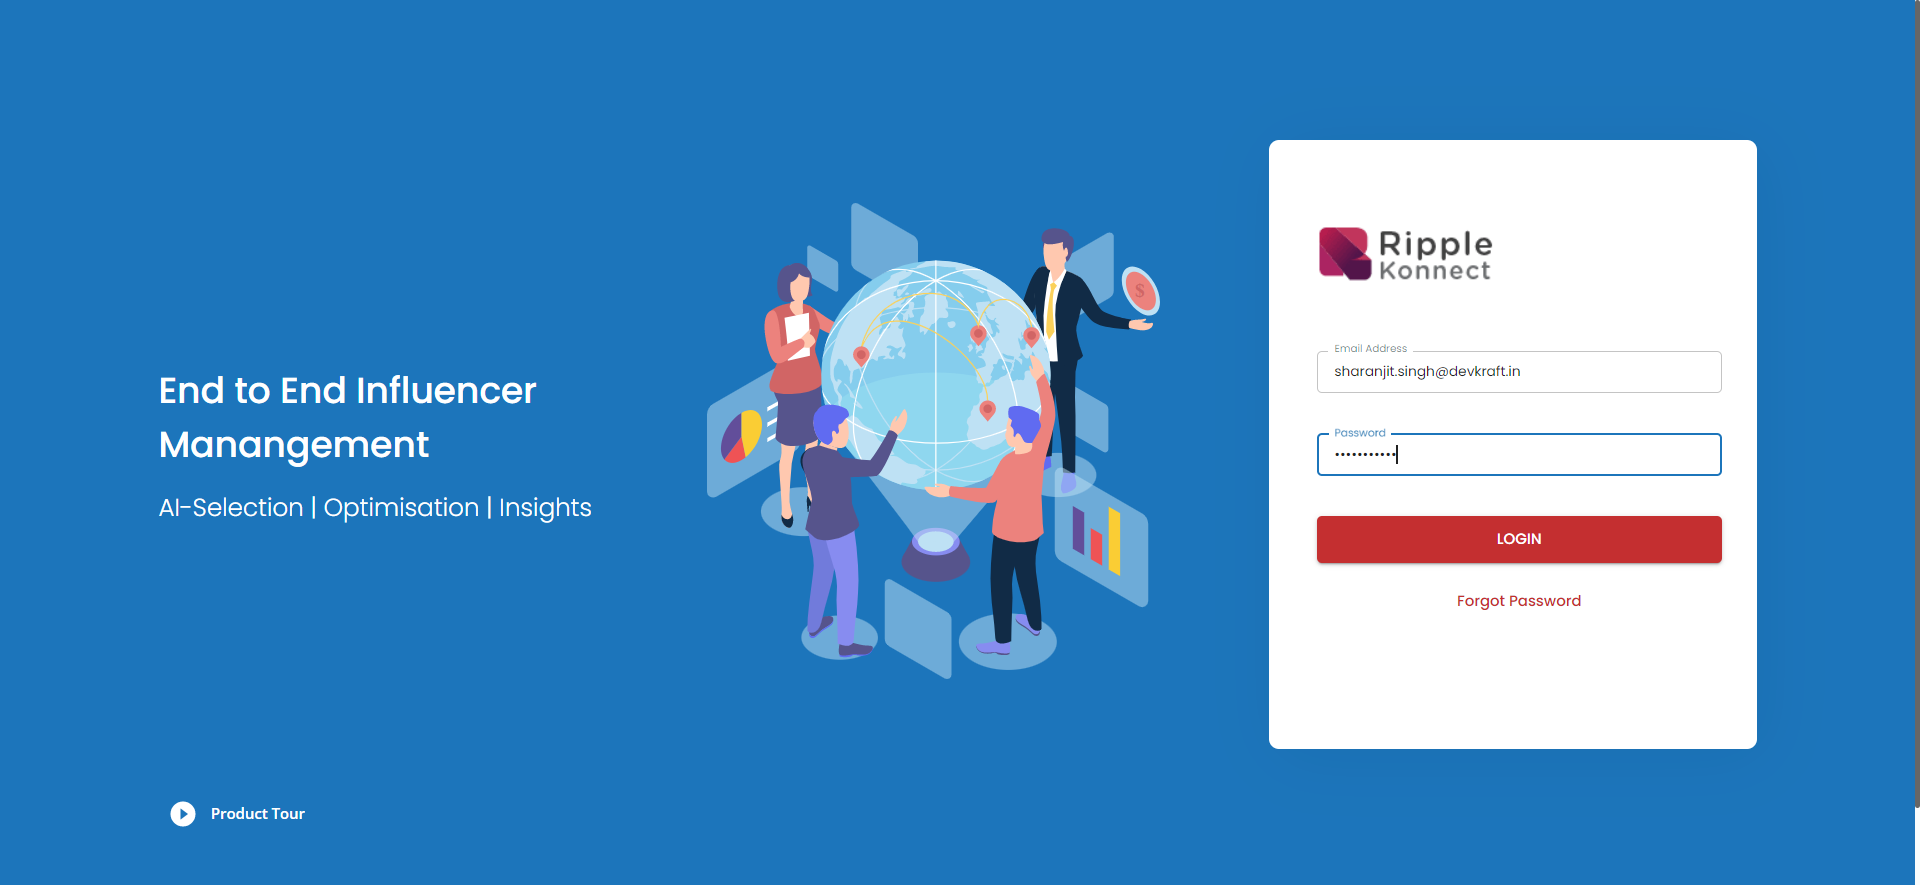 End to End Influencer
Manangement
AI-Selection | Optimisation | Insights
Product Tour
$
Ripple
Konnect
Email Address
sharanjit.singh@devkraft.in
Password
•••••••••••
LOGIN
Forgot Password